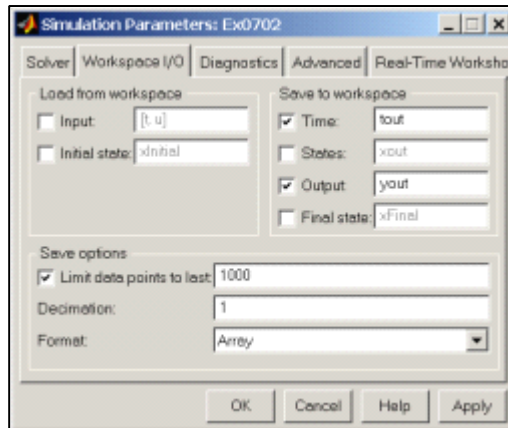 Simulation Parameters: Ex0702
Solver Workspace I/O Diagnostics Advanced Real-Time Worksho
Load from workspace
Input: [t, u]
Initial state: xInitial
Save to workspace
Time: tout
States: xout
Output: yout
Final state: xFinal
Save options
Limit data points to last: 1000
Decimation: 1
Format: Array
OK Cancel Help Apply